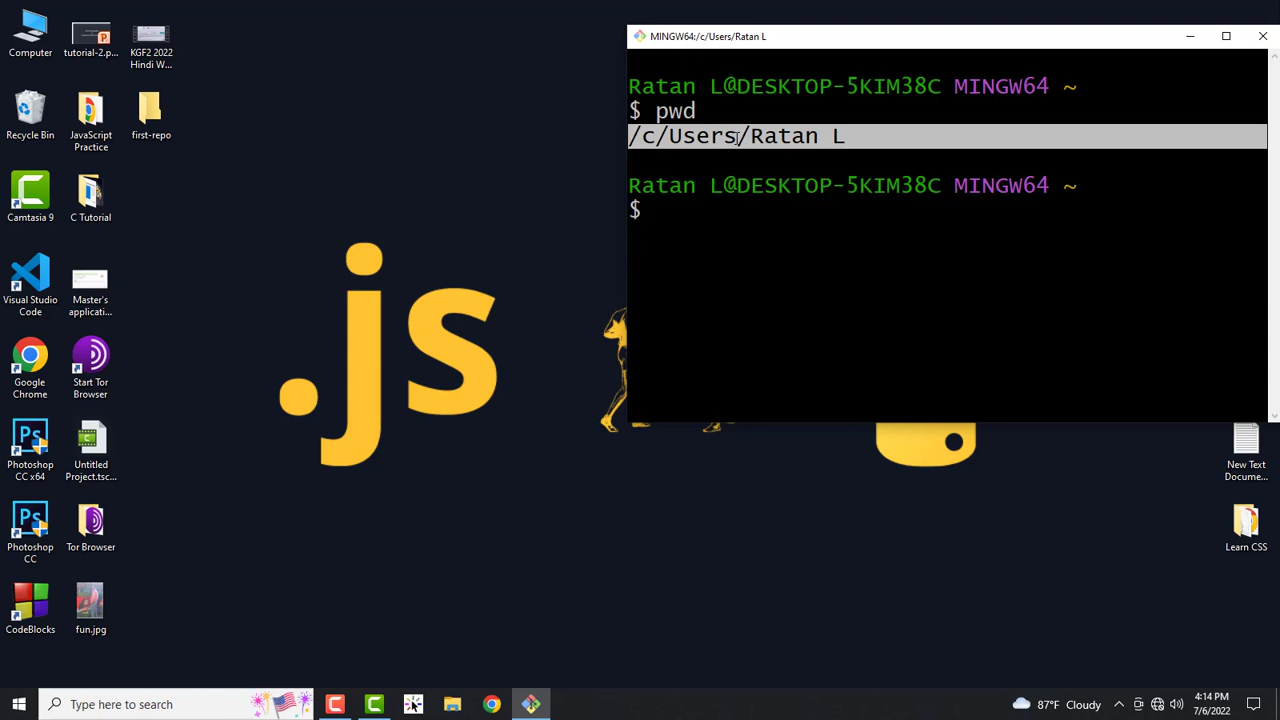 Computer
tutorial-2.p...
KGF2 2022
Hindi W...
Recycle Bin
JavaScript
Practice
first-repo
Camtasia 9
C Tutorial
Visual Studio
Code
Master's
applicati...
Google
Chrome
Start Tor
Browser
Photoshop
CC x64
Untitled
Project.tsc...
Photoshop
CC
Tor Browser
CodeBlocks
fun.jpg
.js
MINGW64:/c/Users/Ratan L
Ratan L@DESKTOP-5KIM38C MINGW64 ~
$ pwd
/c/Users/Ratan L
Ratan L@DESKTOP-5KIM38C MINGW64 ~
$
New Text
Docume...
Learn CSS
Type here to search
87°F Cloudy
4:14 PM
7/6/2022